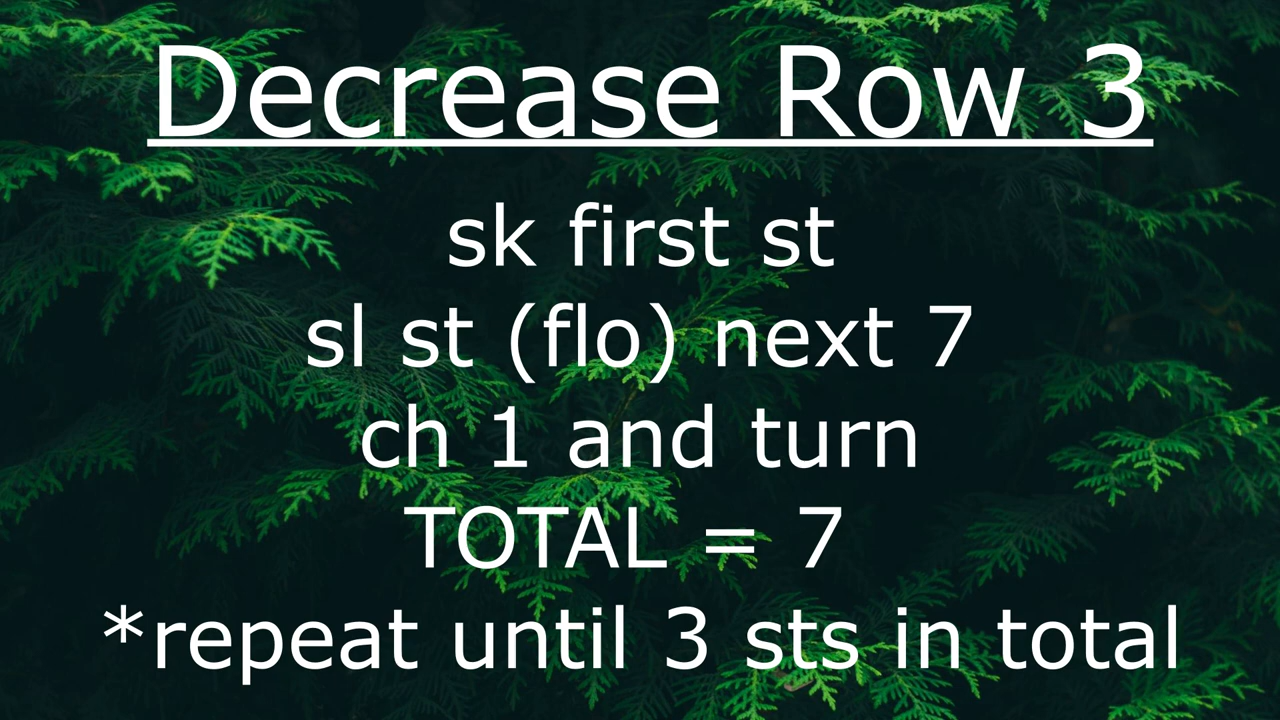 Decrease Row 3
sk first st
sl st (flo) next 7
ch 1 and turn
TOTAL = 7
*repeat until 3 sts in total